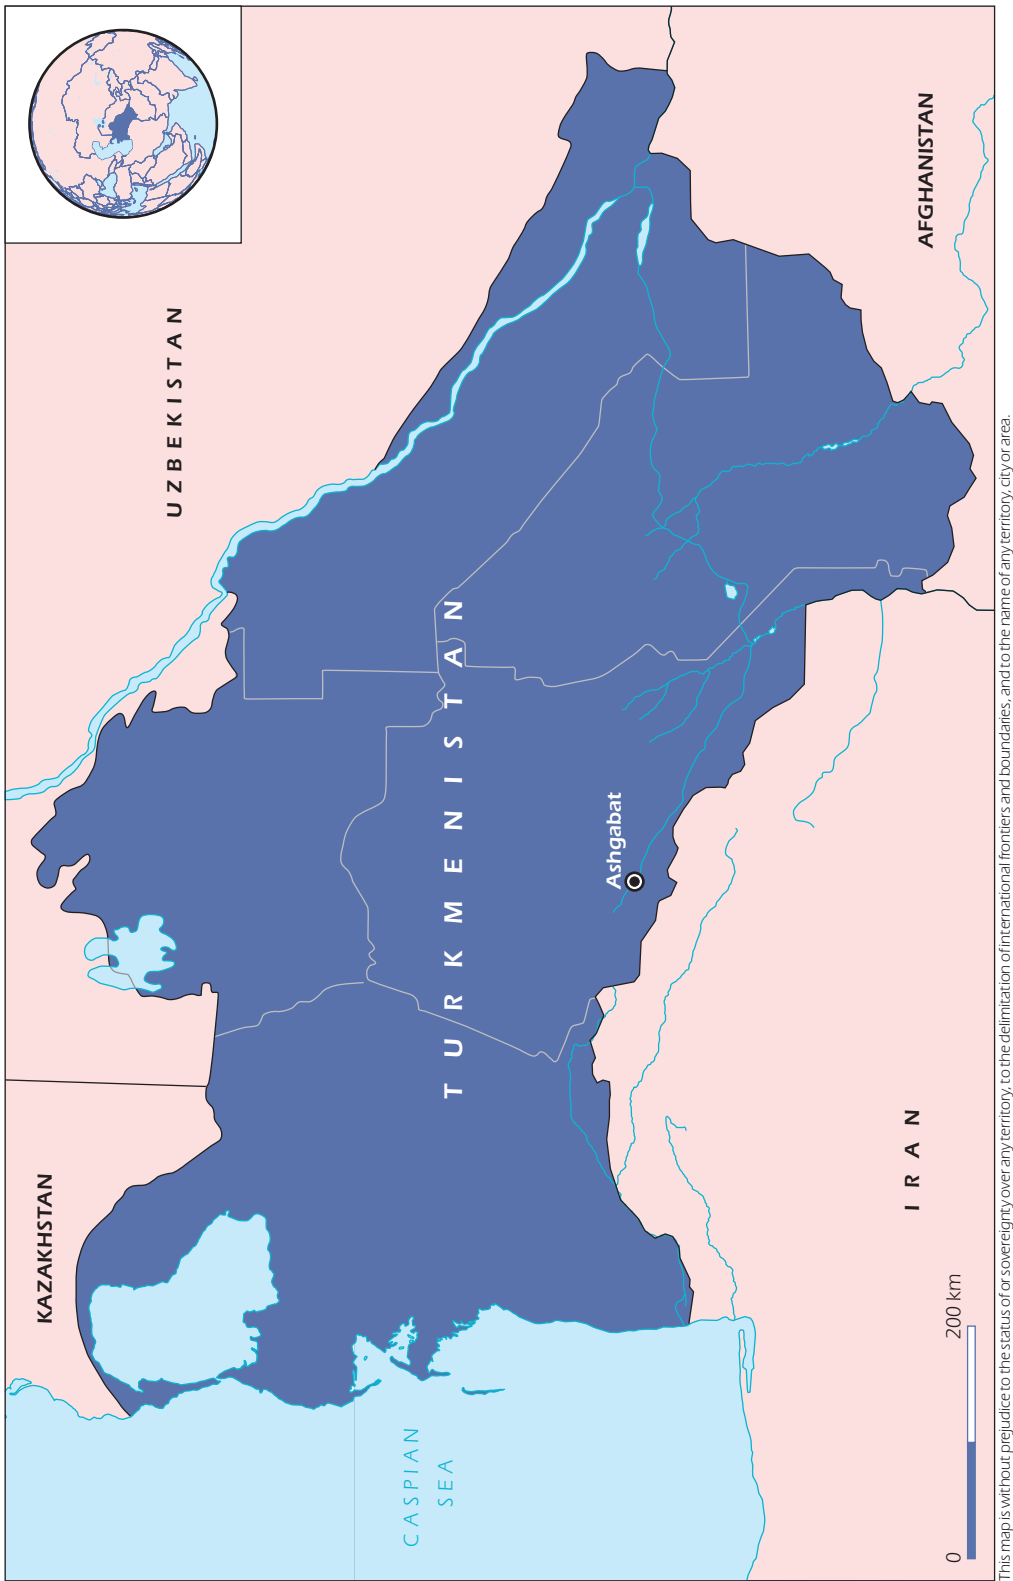 KAZAKHSTAN
UZBEKISTAN
CASPIAN
SEA
TURKMENISTAN
Ashgabat
IRAN
AFGHANISTAN
0 200 km
This map is without prejudice to the status of or sovereignty over any territory, to the delimitation of international frontiers and boundaries, and to the name of any territory, city or area.